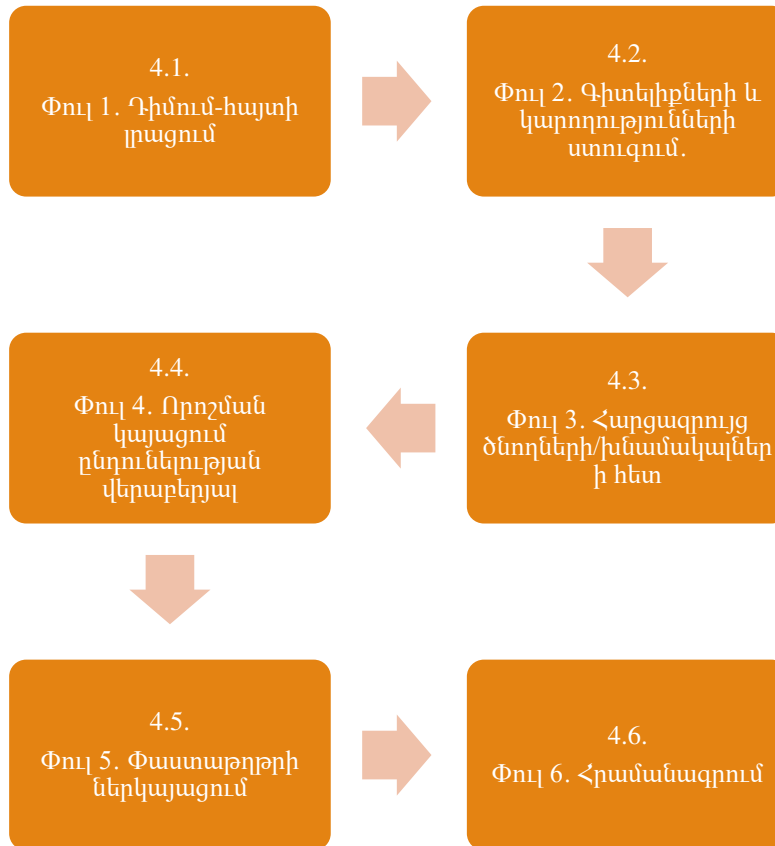 4.1.
Փուլ 1. Դիմում-հայտի
լրացում
4.2.
Փուլ 2. Գիտելիքների և
կարողությունների
ստուգում.
4.3.
Փուլ 3. Հարցազրույց
ծնողների/խնամակալներ
ի հետ
4.4.
Փուլ 4. Որոշման
կայացում
ընդունելության
վերաբերյալ
4.5.
Փուլ 5. Փաստաթղթրի
ներկայացում
4.6.
Փուլ 6. Հրամանագրում